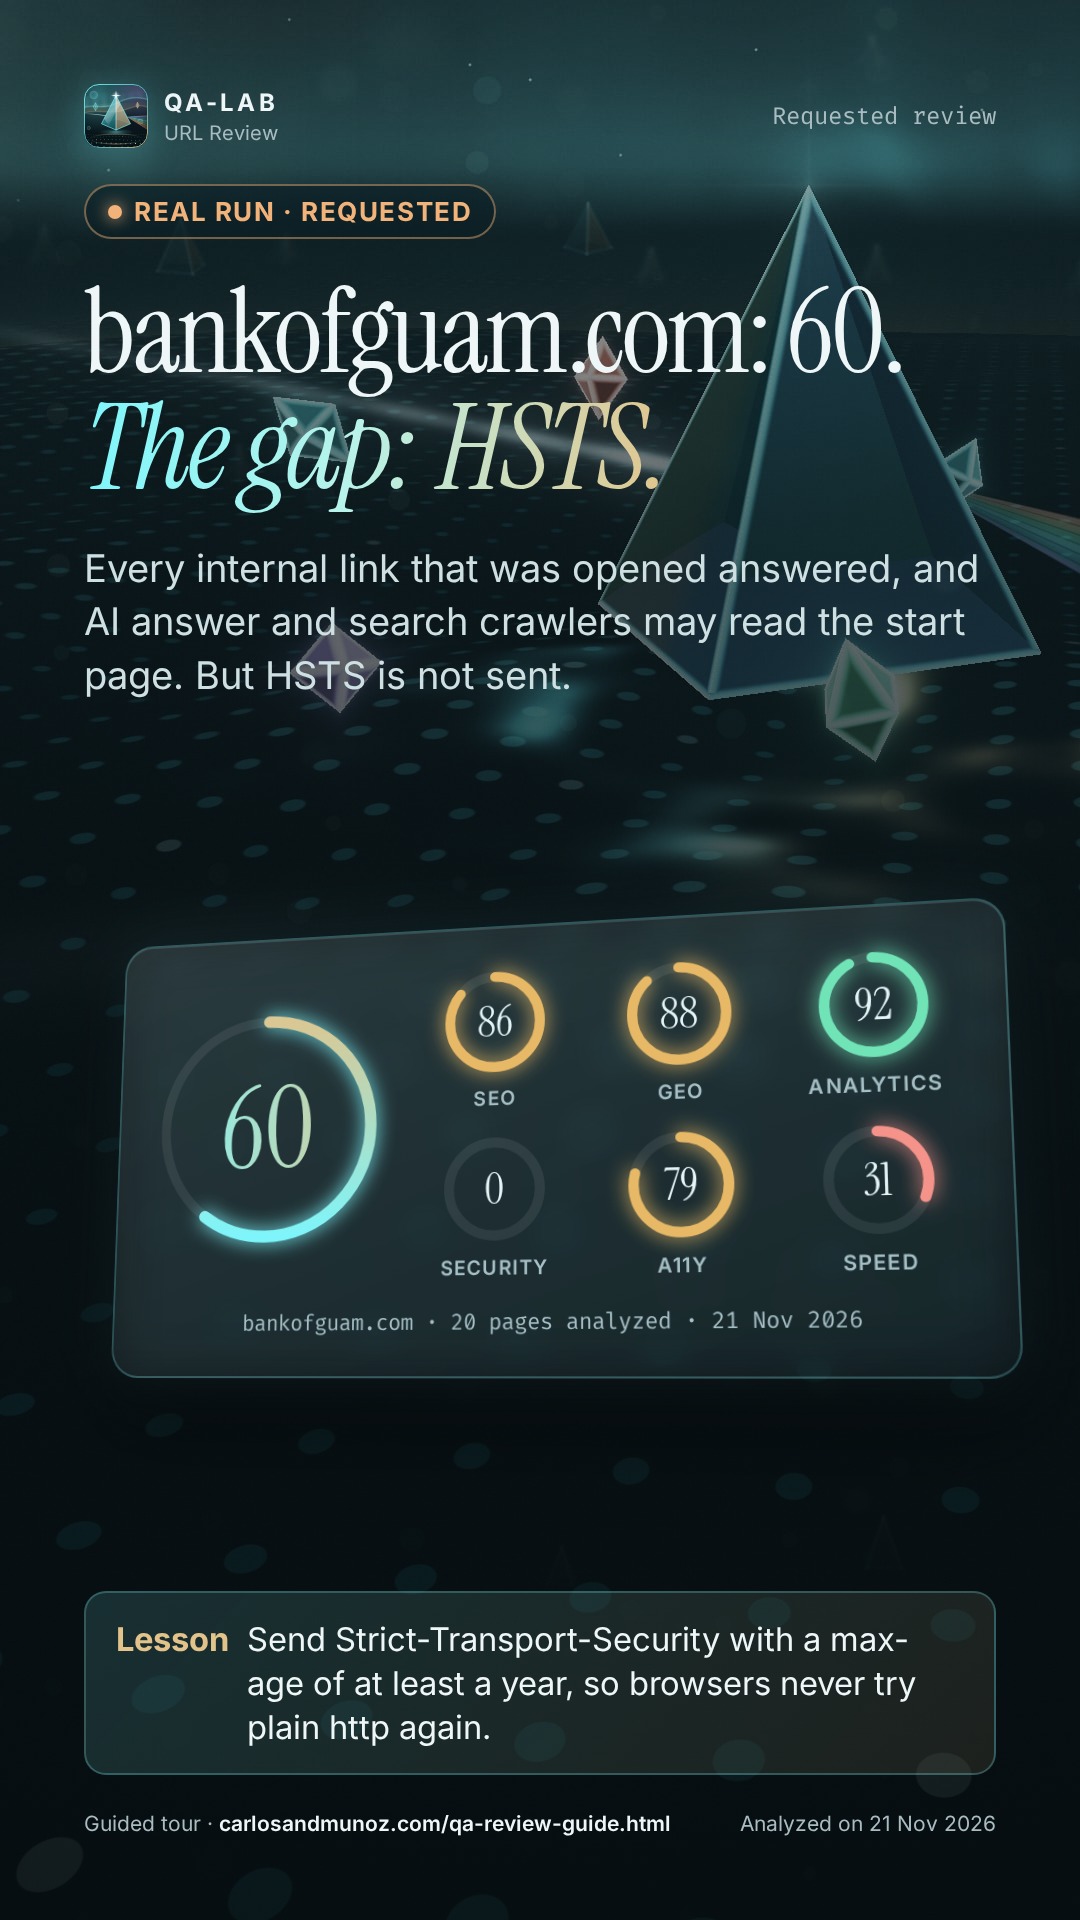 QA-LAB
URL Review
Requested review
REAL RUN · REQUESTED
bankofguam.com: 60.
The gap: HSTS.
Every internal link that was opened answered, and
AI answer and search crawlers may read the start
page. But HSTS is not sent.
60
86
SEO
88
GEO
92
ANALYTICS
0
SECURITY
79
A11Y
31
SPEED
bankofguam.com · 20 pages analyzed · 21 Nov 2026
Lesson Send Strict-Transport-Security with a max-
age of at least a year, so browsers never try
plain http again.
Guided tour · carlosandmunoz.com/qa-review-guide.html
Analyzed on 21 Nov 2026